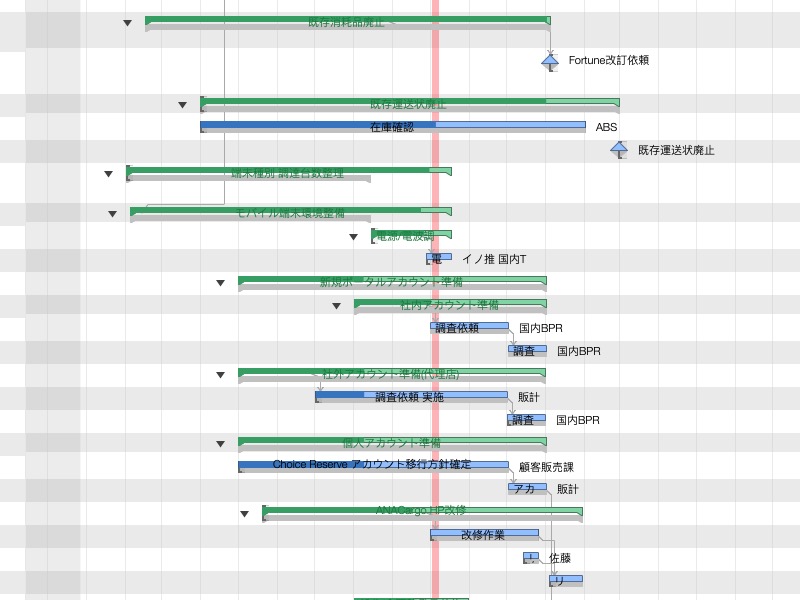 既存消耗品廃止
Fortune改訂依頼
既存運送状廃止
在庫確認 ABS
既存運送状廃止
端末種別 調達台数整理
モバイル端末環境整備
電源/電波調
電 イノ推 国内T
新規ポータルアカウント準備
社内アカウント準備
調査依頼 国内BPR
調査 国内BPR
社外アカウント準備(代理店)
調査依頼 実施 販計
調査 国内BPR
個人アカウント準備
Choice Reserve アカウント移行方針確定 顧客販売課
アカ 販計
ANACargo HP改修
改修作業
佐藤
リ